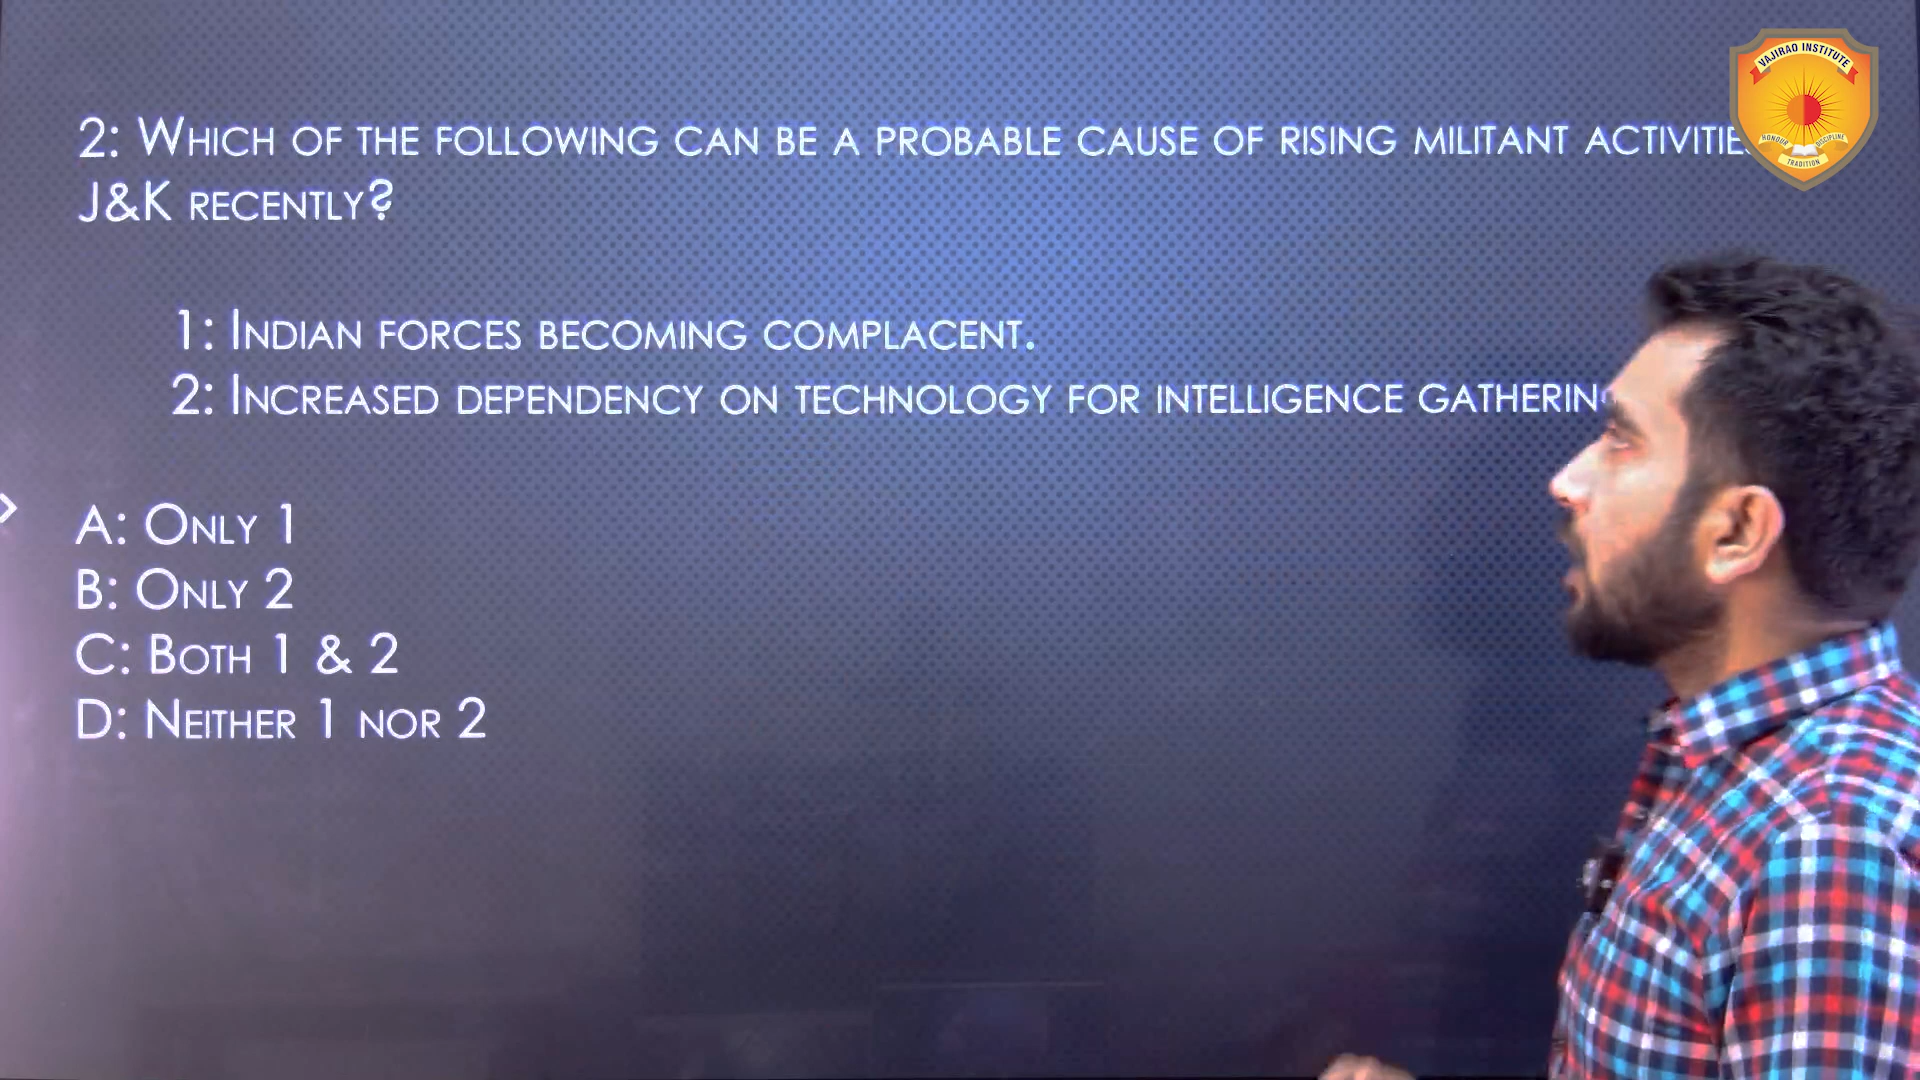 VAJIRAO INSTITUTE
HONOUR DISCIPLINE
TRADITION
2: WHICH OF THE FOLLOWING CAN BE A PROBABLE CAUSE OF RISING MILITANT
J&K RECENTLY?
1: INDIAN FORCES BECOMING COMPLACENT.
2: INCREASED DEPENDENCY ON TECHNOLOGY FOR INTELLIGENCE
A: ONLY 1
B: ONLY 2
C: BOTH 1 & 2
D: NEITHER 1 NOR 2